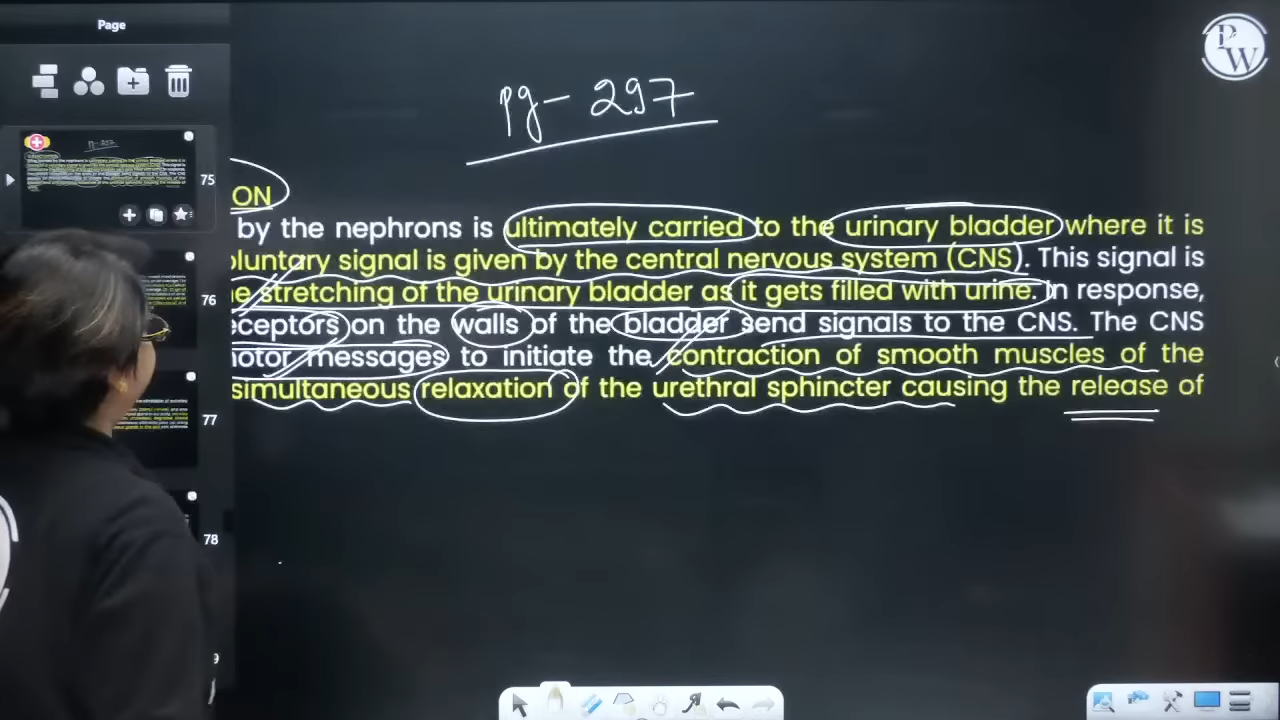 Page
PW
pg- 297
75
ON
by the nephrons is ultimately carried to the urinary bladder where it is
oluntary signal is given by the central nervous system (CNS). This signal is
e stretching of the urinary bladder as it gets filled with urine. In response,
eceptors on the walls of the bladder send signals to the CNS. The CNS
76
otor messages to initiate the contraction of smooth muscles of the
simultaneous relaxation of the urethral sphincter causing the release of
77
78
9